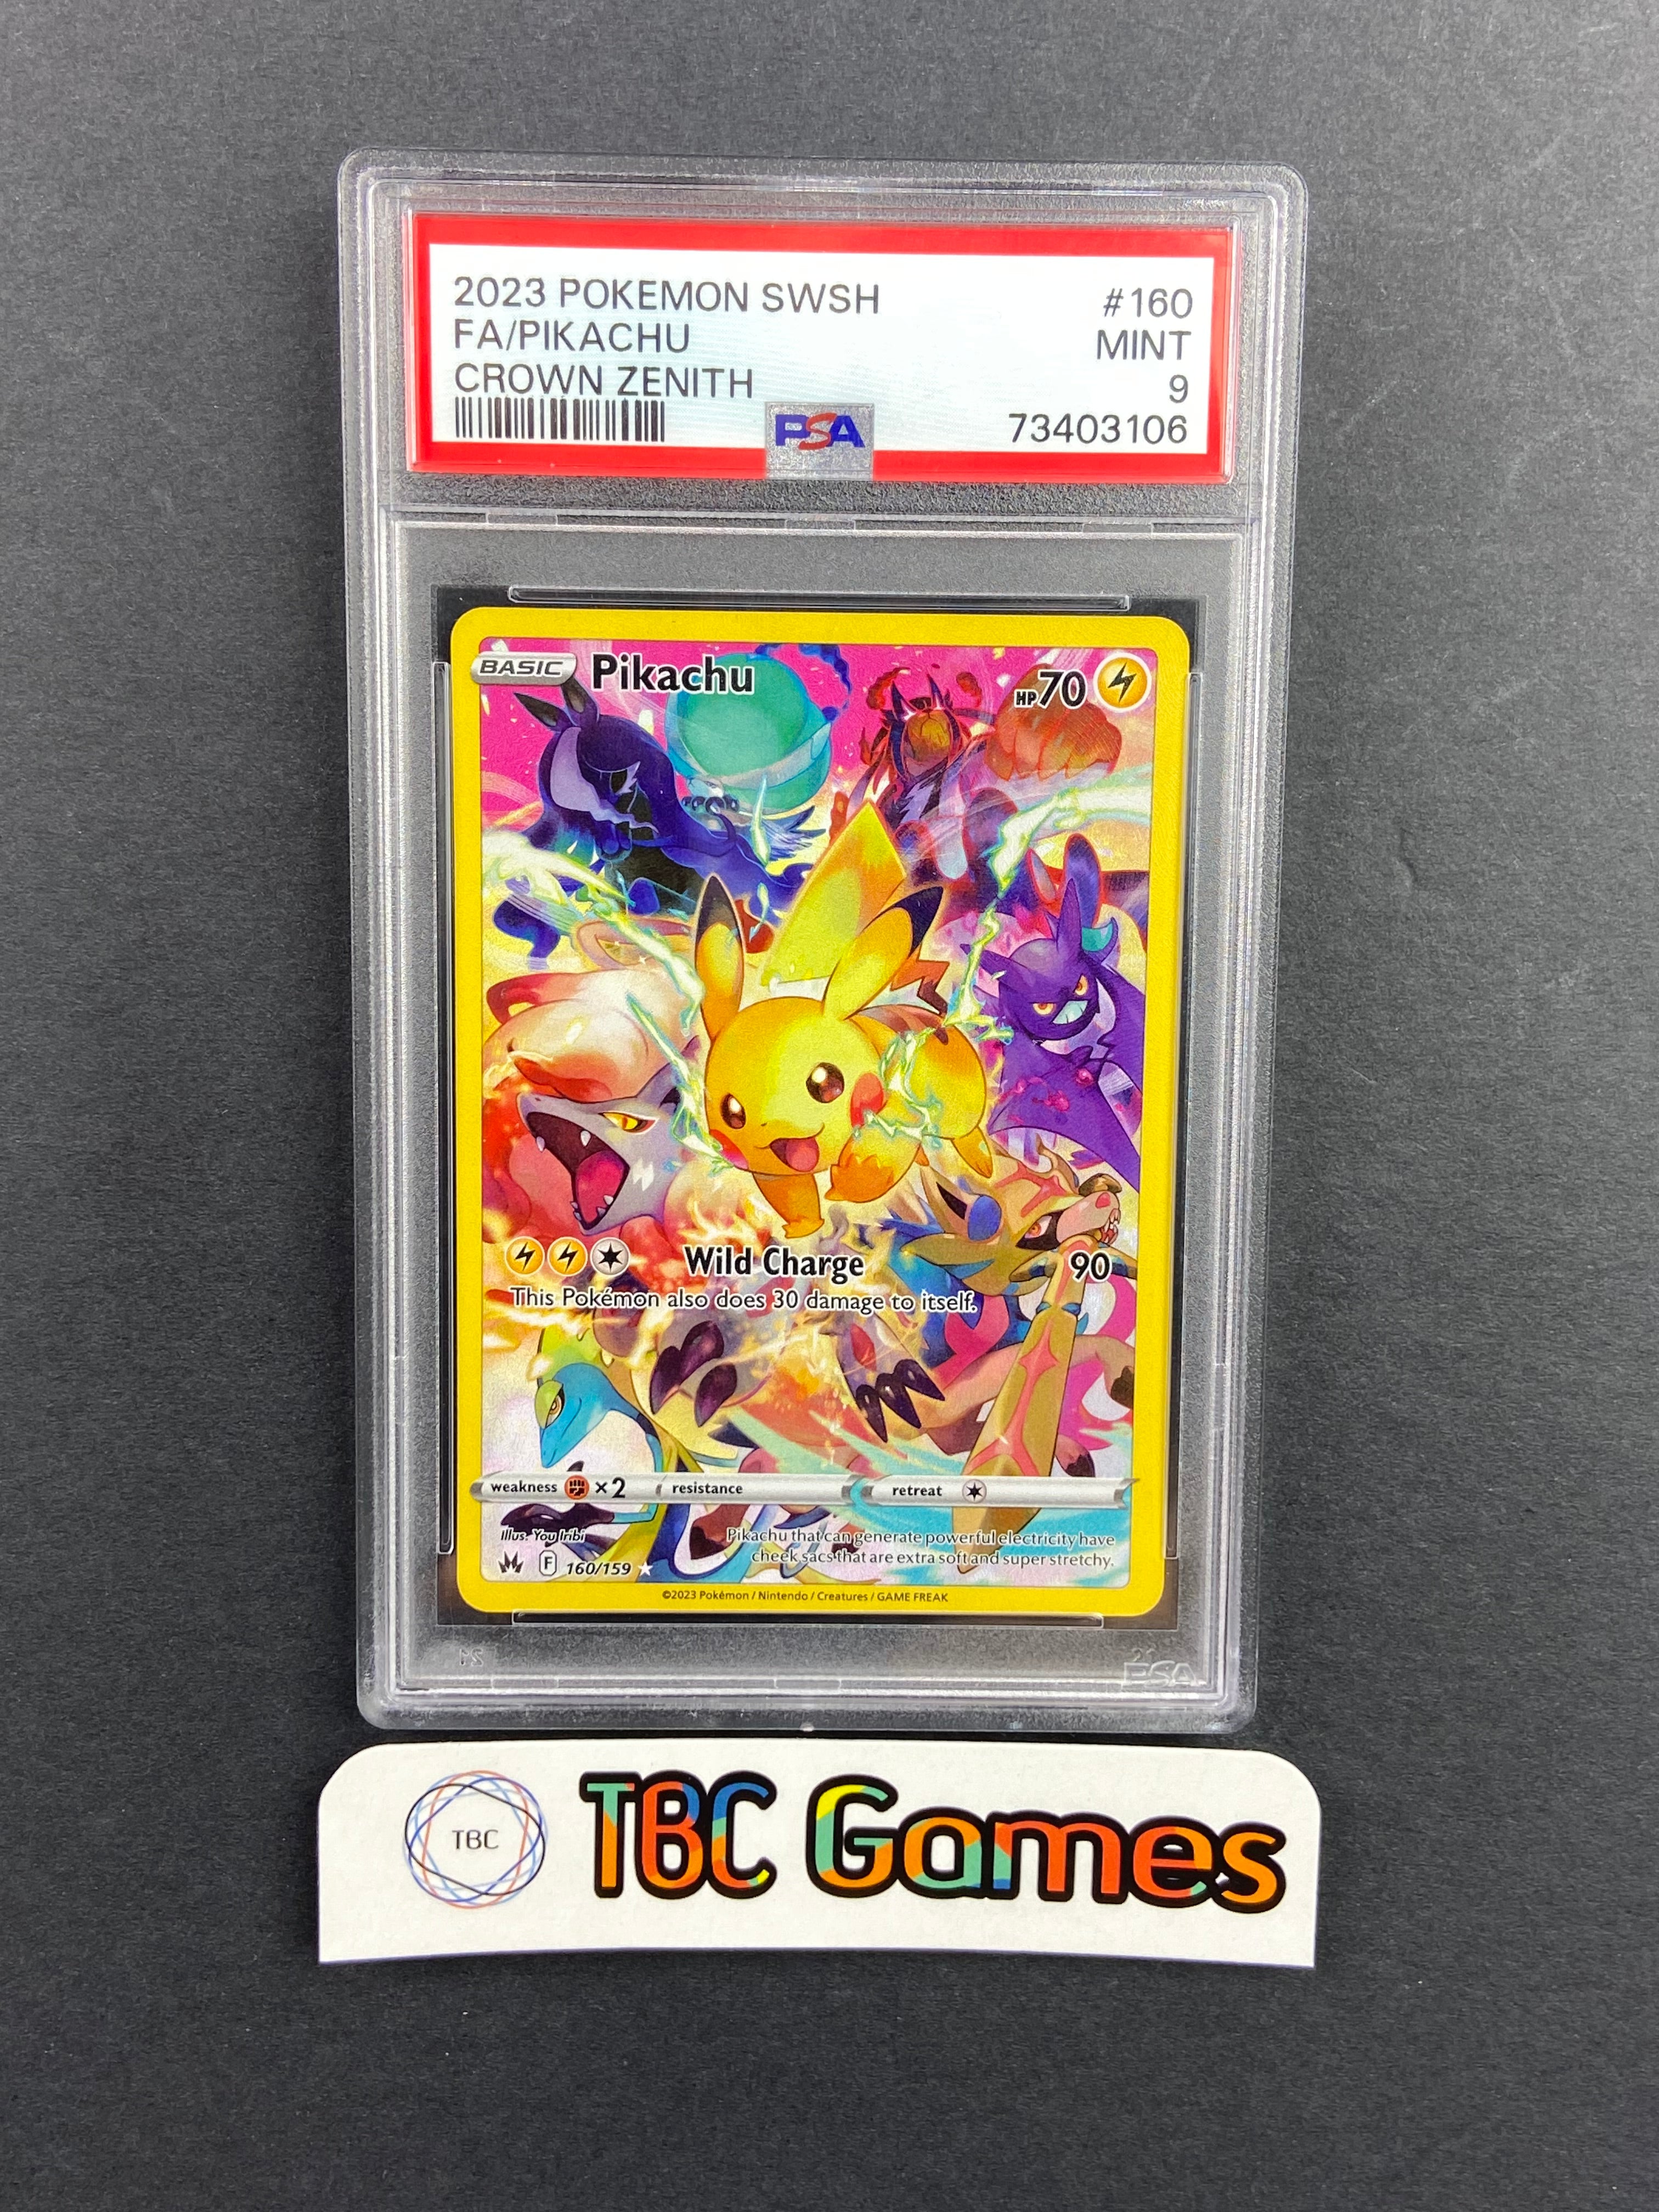 2023 POKEMON SWSH #160
FA/PIKACHU MINT
CROWN ZENITH 9
PSA 73403106
BASIC Pikachu HP 70
Wild Charge 90
This Pokémon also does 30 damage to itself.
weakness ×2 resistance retreat
Illus. You Iribi
Pikachu that can generate powerful electricity have
cheek sacs that are extra soft and super stretchy.
F 160/159
©2023 Pokémon / Nintendo / Creatures / GAME FREAK
PSA
TBC TBC Games